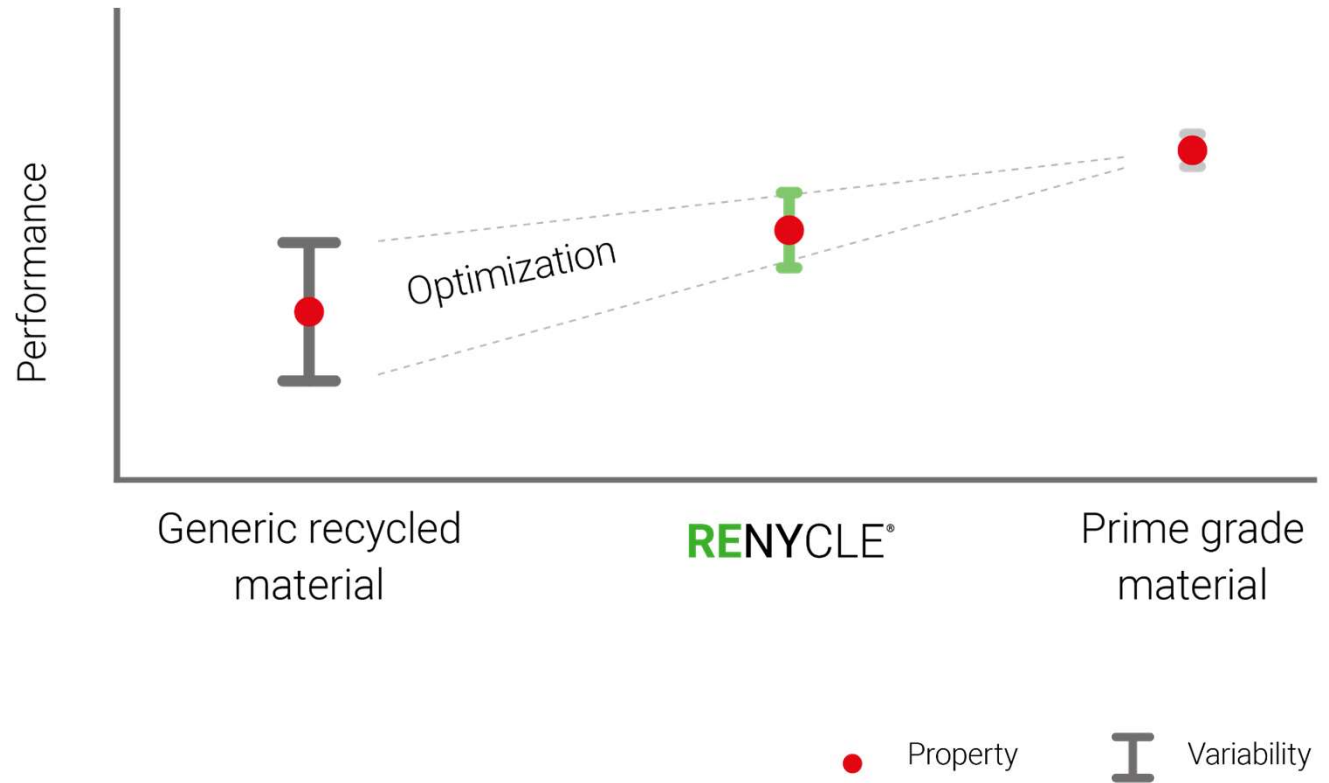 Performance
Optimization
Generic recycled
material
RENYCLE®
Prime grade
material
Property
Variability